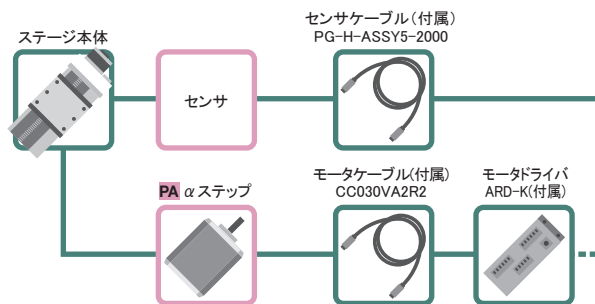 ステージ本体
センサ
センサケーブル(付属)
PG-H-ASSY5-2000
PA αステップ
モータケーブル(付属)
CC030VA2R2
モータドライバ
ARD-K(付属)